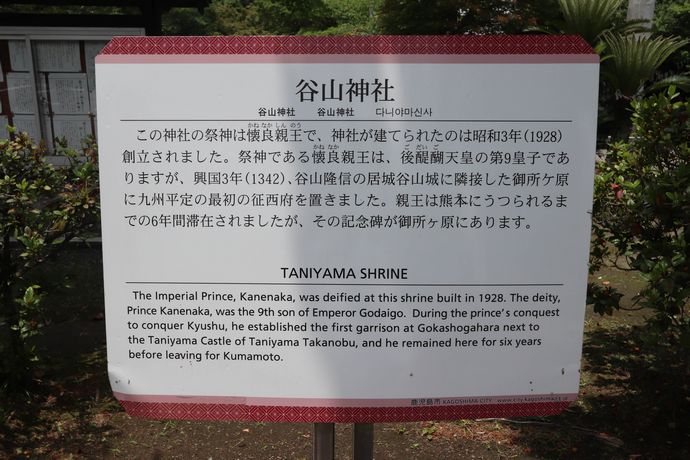 谷山神社
谷山神社 谷山神社 다니야마신사
この神社の祭神は懐良親王で、神社が建てられたのは昭和3年(1928)
創立されました。祭神である懐良親王は、後醍醐天皇の第9皇子であ
りますが、興国3年(1342)、谷山隆信の居城谷山城に隣接した御所ケ原
に九州平定の最初の征西府を置きました。親王は熊本にうつられるま
での6年間滞在されましたが、その記念碑が御所ヶ原にあります。
TANIYAMA SHRINE
The Imperial Prince, Kanenaka, was deified at this shrine built in 1928. The deity,
Prince Kanenaka, was the 9th son of Emperor Godaigo. During the prince's conquest
to conquer Kyushu, he established the first garrison at Gokashogahara next to
the Taniyama Castle of Taniyama Takanobu, and he remained here for six years
before leaving for Kumamoto.
鹿児島市 KAGOSHIMA CITY www.city.kagoshima.lg.jp